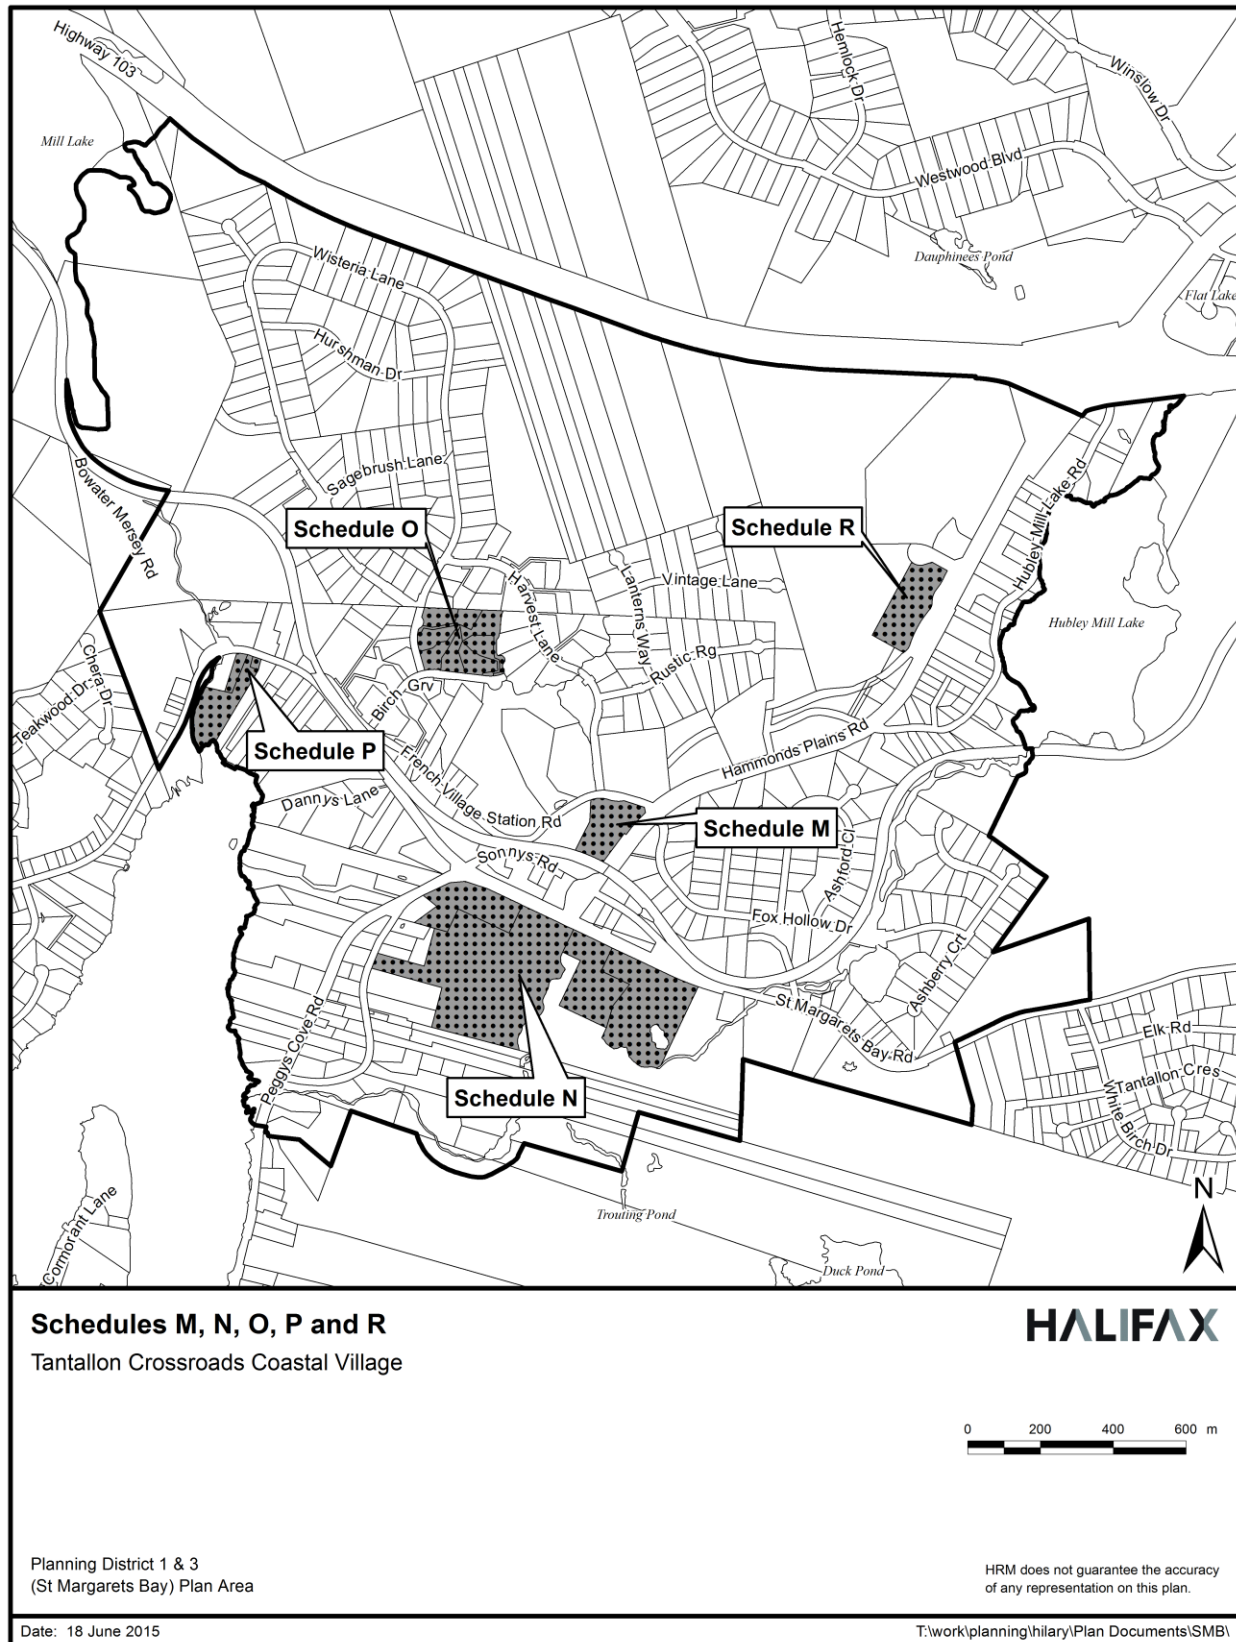 Highway 103
Hemlock Dr
Winslow Dr
Mill Lake
Westwood Blvd
Dauphinees Pond
Flat Lake
Wisteria Lane
Hurshman Dr
Sagebrush Lane
Bowater Mersey Rd
Schedule O
Schedule R
Hubley Mill Lake Rd
Harvest Lane
Lanterns Way
Vintage Lane
Hubley Mill Lake
Chera Dr
Teakwood Dr
Birch Grv
Rustic Rg
Schedule P
Hammonds Plains Rd
Dannys Lane
French Village Station Rd
Schedule M
Sonnys Rd
Ashford Cl
Fox Hollow Dr
Ashberry Crt
Peggys Cove Rd
St Margarets Bay Rd
Elk Rd
Tantallon Cres
White Birch Dr
Schedule N
Cormorant Lane
Trouting Pond
N
Duck Pond
Schedules M, N, O, P and R
HALIFAX
Tantallon Crossroads Coastal Village
0 200 400 600 m
Planning District 1 & 3
(St Margarets Bay) Plan Area
HRM does not guarantee the accuracy
of any representation on this plan.
Date: 18 June 2015
T:\work\planning\hilary\Plan Documents\SMB\